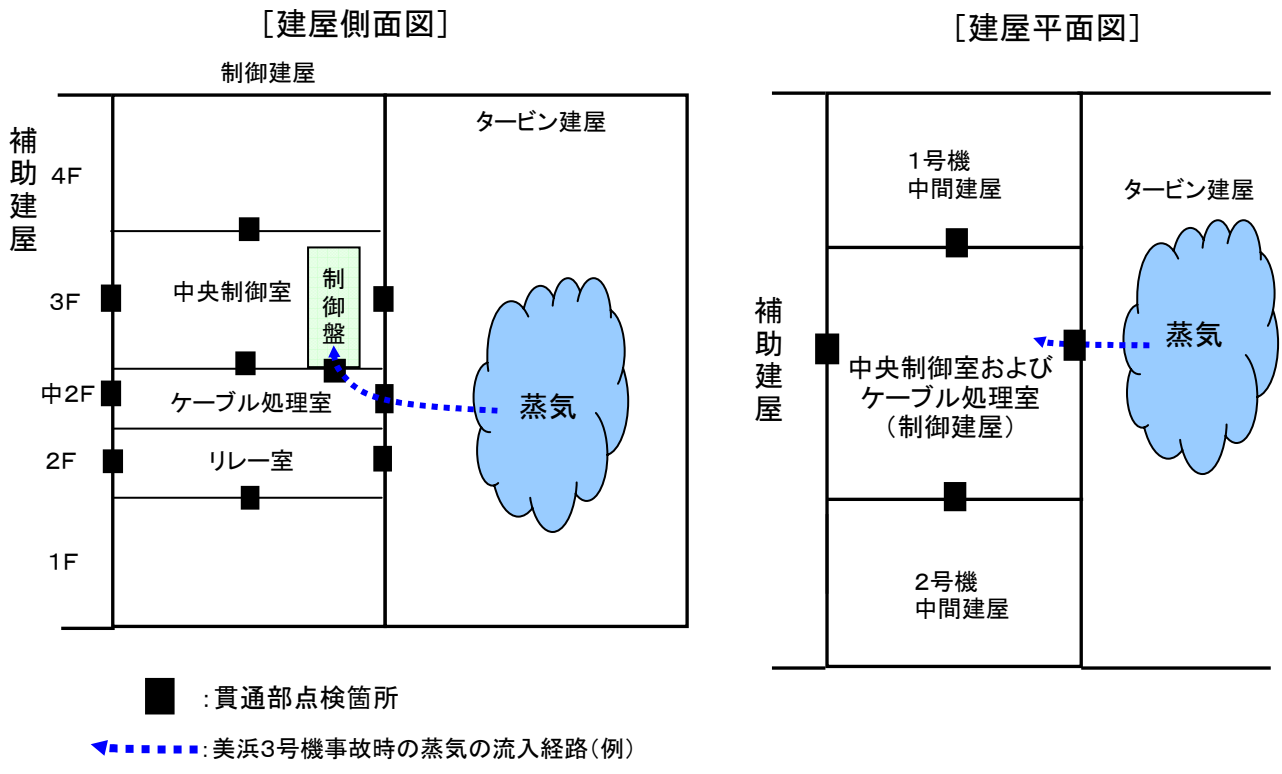 [建屋側面図]
制御建屋
補助建屋
タービン建屋
4F
3F
中央制御室
制御盤
中2F
ケーブル処理室
蒸気
2F
リレー室
1F
[建屋平面図]
1号機
中間建屋
タービン建屋
補助建屋
蒸気
中央制御室および
ケーブル処理室
(制御建屋)
2号機
中間建屋
:貫通部点検箇所
:美浜3号機事故時の蒸気の流入経路(例)